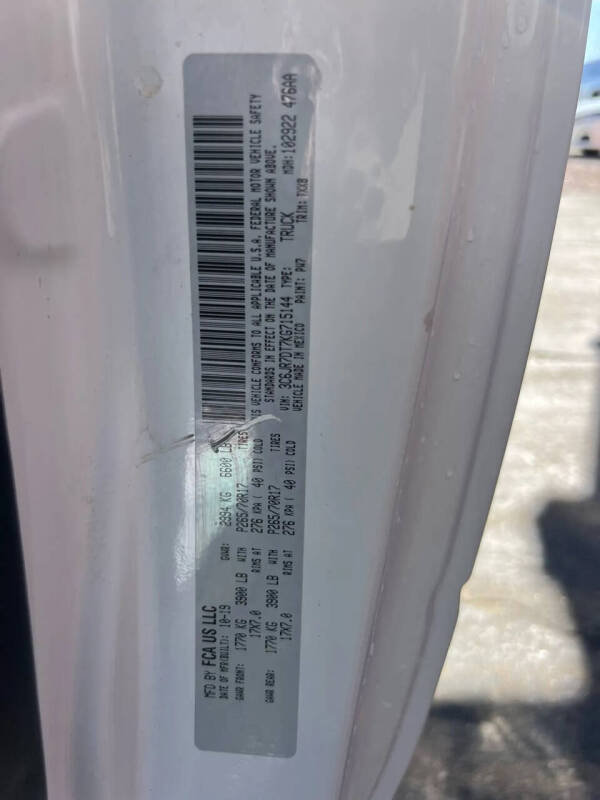 MFD BY FCA US LLC
DATE OF MFR(BUILT): 10-19 GVWR: 2994 KG 6600 LB
GAWR FRONT: 1770 KG 3900 LB WITH P265/70R17 TIRES
17X7.0 RIMS AT 276 KPA ( 40 PSI) COLD
GAWR REAR: 1770 KG 3900 LB WITH P265/70R17 TIRES
17X7.0 RIMS AT 276 KPA ( 40 PSI) COLD
VEHICLE CONFORMS TO ALL APPLICABLE U.S.A. FEDERAL MOTOR VEHICLE SAFETY
STANDARDS IN EFFECT ON THE DATE OF MANUFACTURE SHOWN ABOVE.
VIN: 3C6JR7DT7KG715144 TYPE: TRUCK MDH: 102922 476AA
VEHICLE MADE IN MEXICO PAINT: PW7 TRIM: TXX8